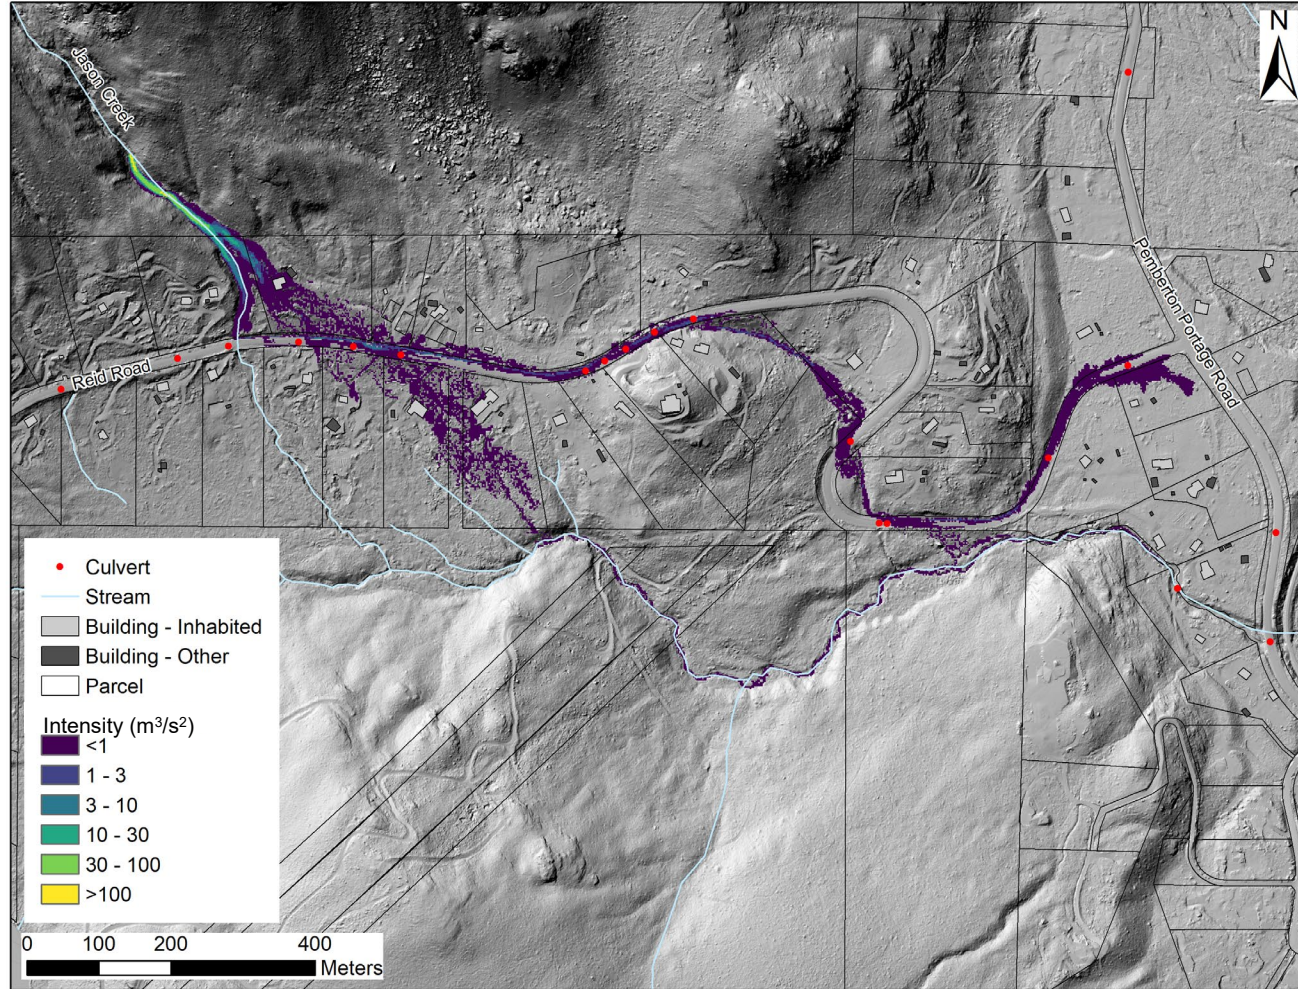 N
Jason Creek
Pemberton Portage Road
Reid Road
Culvert
Stream
Building - Inhabited
Building - Other
Parcel
Intensity (m³/s²)
<1
1 - 3
3 - 10
10 - 30
30 - 100
>100
0 100 200 400
Meters